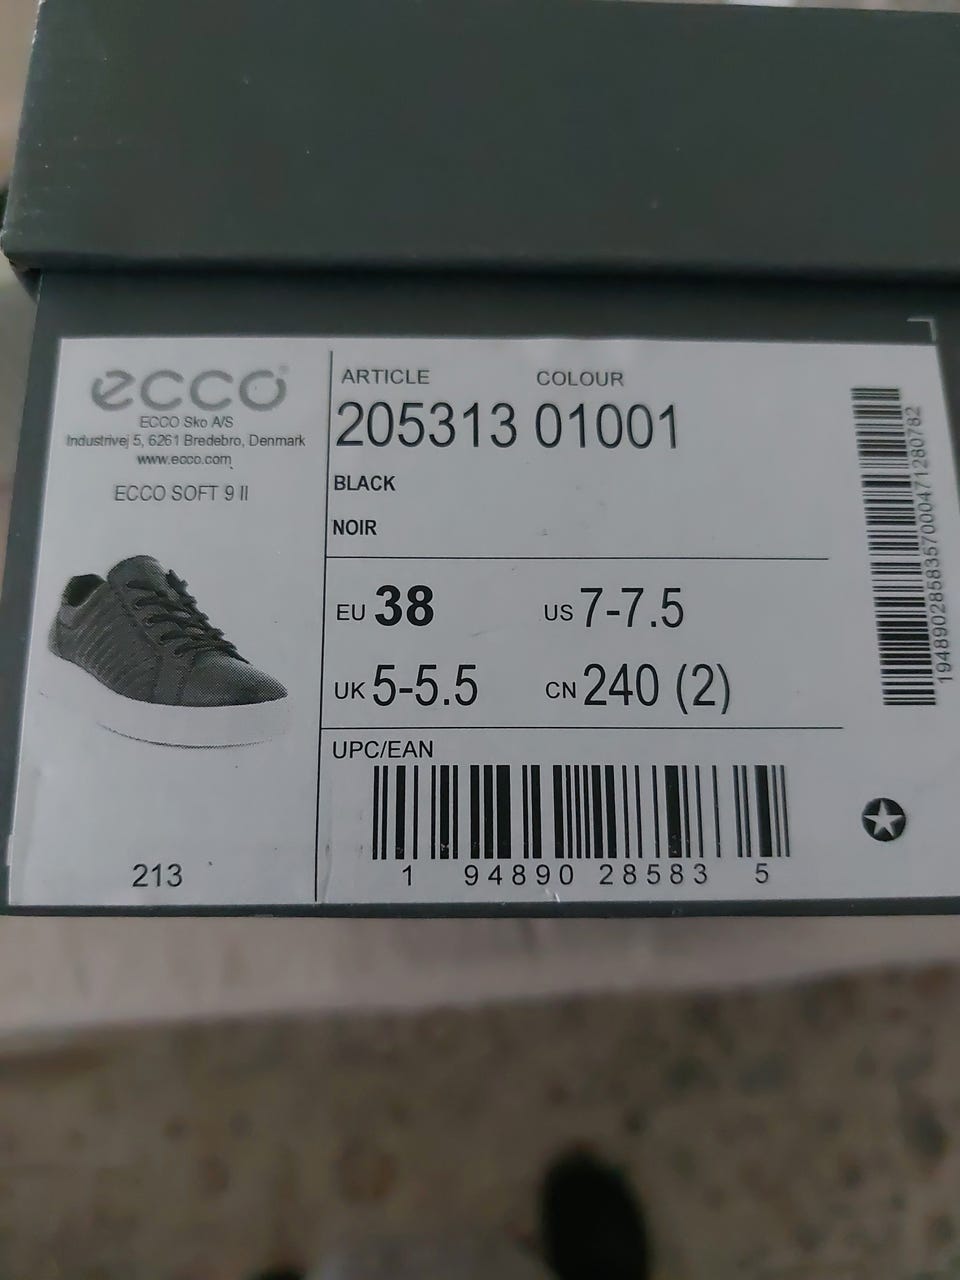 ecco
ECCO Sko A/S
Industrivej 5, 6261 Bredebro, Denmark
www.ecco.com
ECCO SOFT 9 II
213
ARTICLE COLOUR
205313 01001
BLACK
NOIR
EU 38 US 7-7.5
UK 5-5.5 CN 240 (2)
UPC/EAN
1 94890 28583 5
1948902858357000471280782